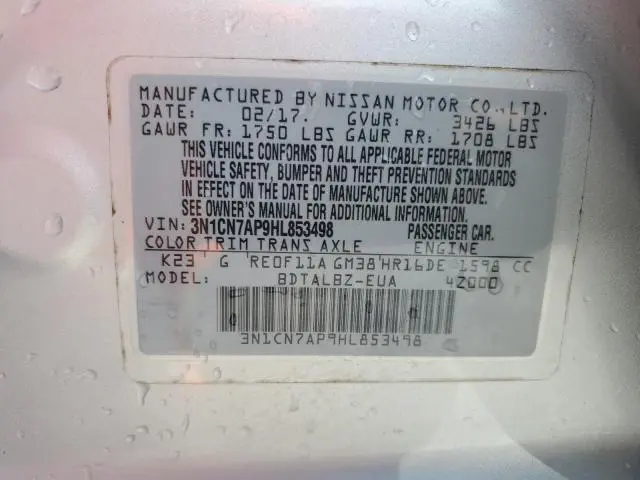 MANUFACTURED BY NISSAN MOTOR CO.,LTD.
DATE: 02/17. GVWR: 3426 LBS
GAWR FR: 1750 LBS GAWR RR: 1708 LBS
THIS VEHICLE CONFORMS TO ALL APPLICABLE FEDERAL MOTOR
VEHICLE SAFETY, BUMPER AND THEFT PREVENTION STANDARDS
IN EFFECT ON THE DATE OF MANUFACTURE SHOWN ABOVE.
SEE OWNER'S MANUAL FOR ADDITIONAL INFORMATION.
VIN: 3N1CN7AP9HL853498 PASSENGER CAR.
COLOR TRIM TRANS AXLE ENGINE
K23 G RE0F11A GM38 HR16DE 1598 CC
MODEL: BDTALBZ-EUA 4Z000
3N1CN7AP9HL853498